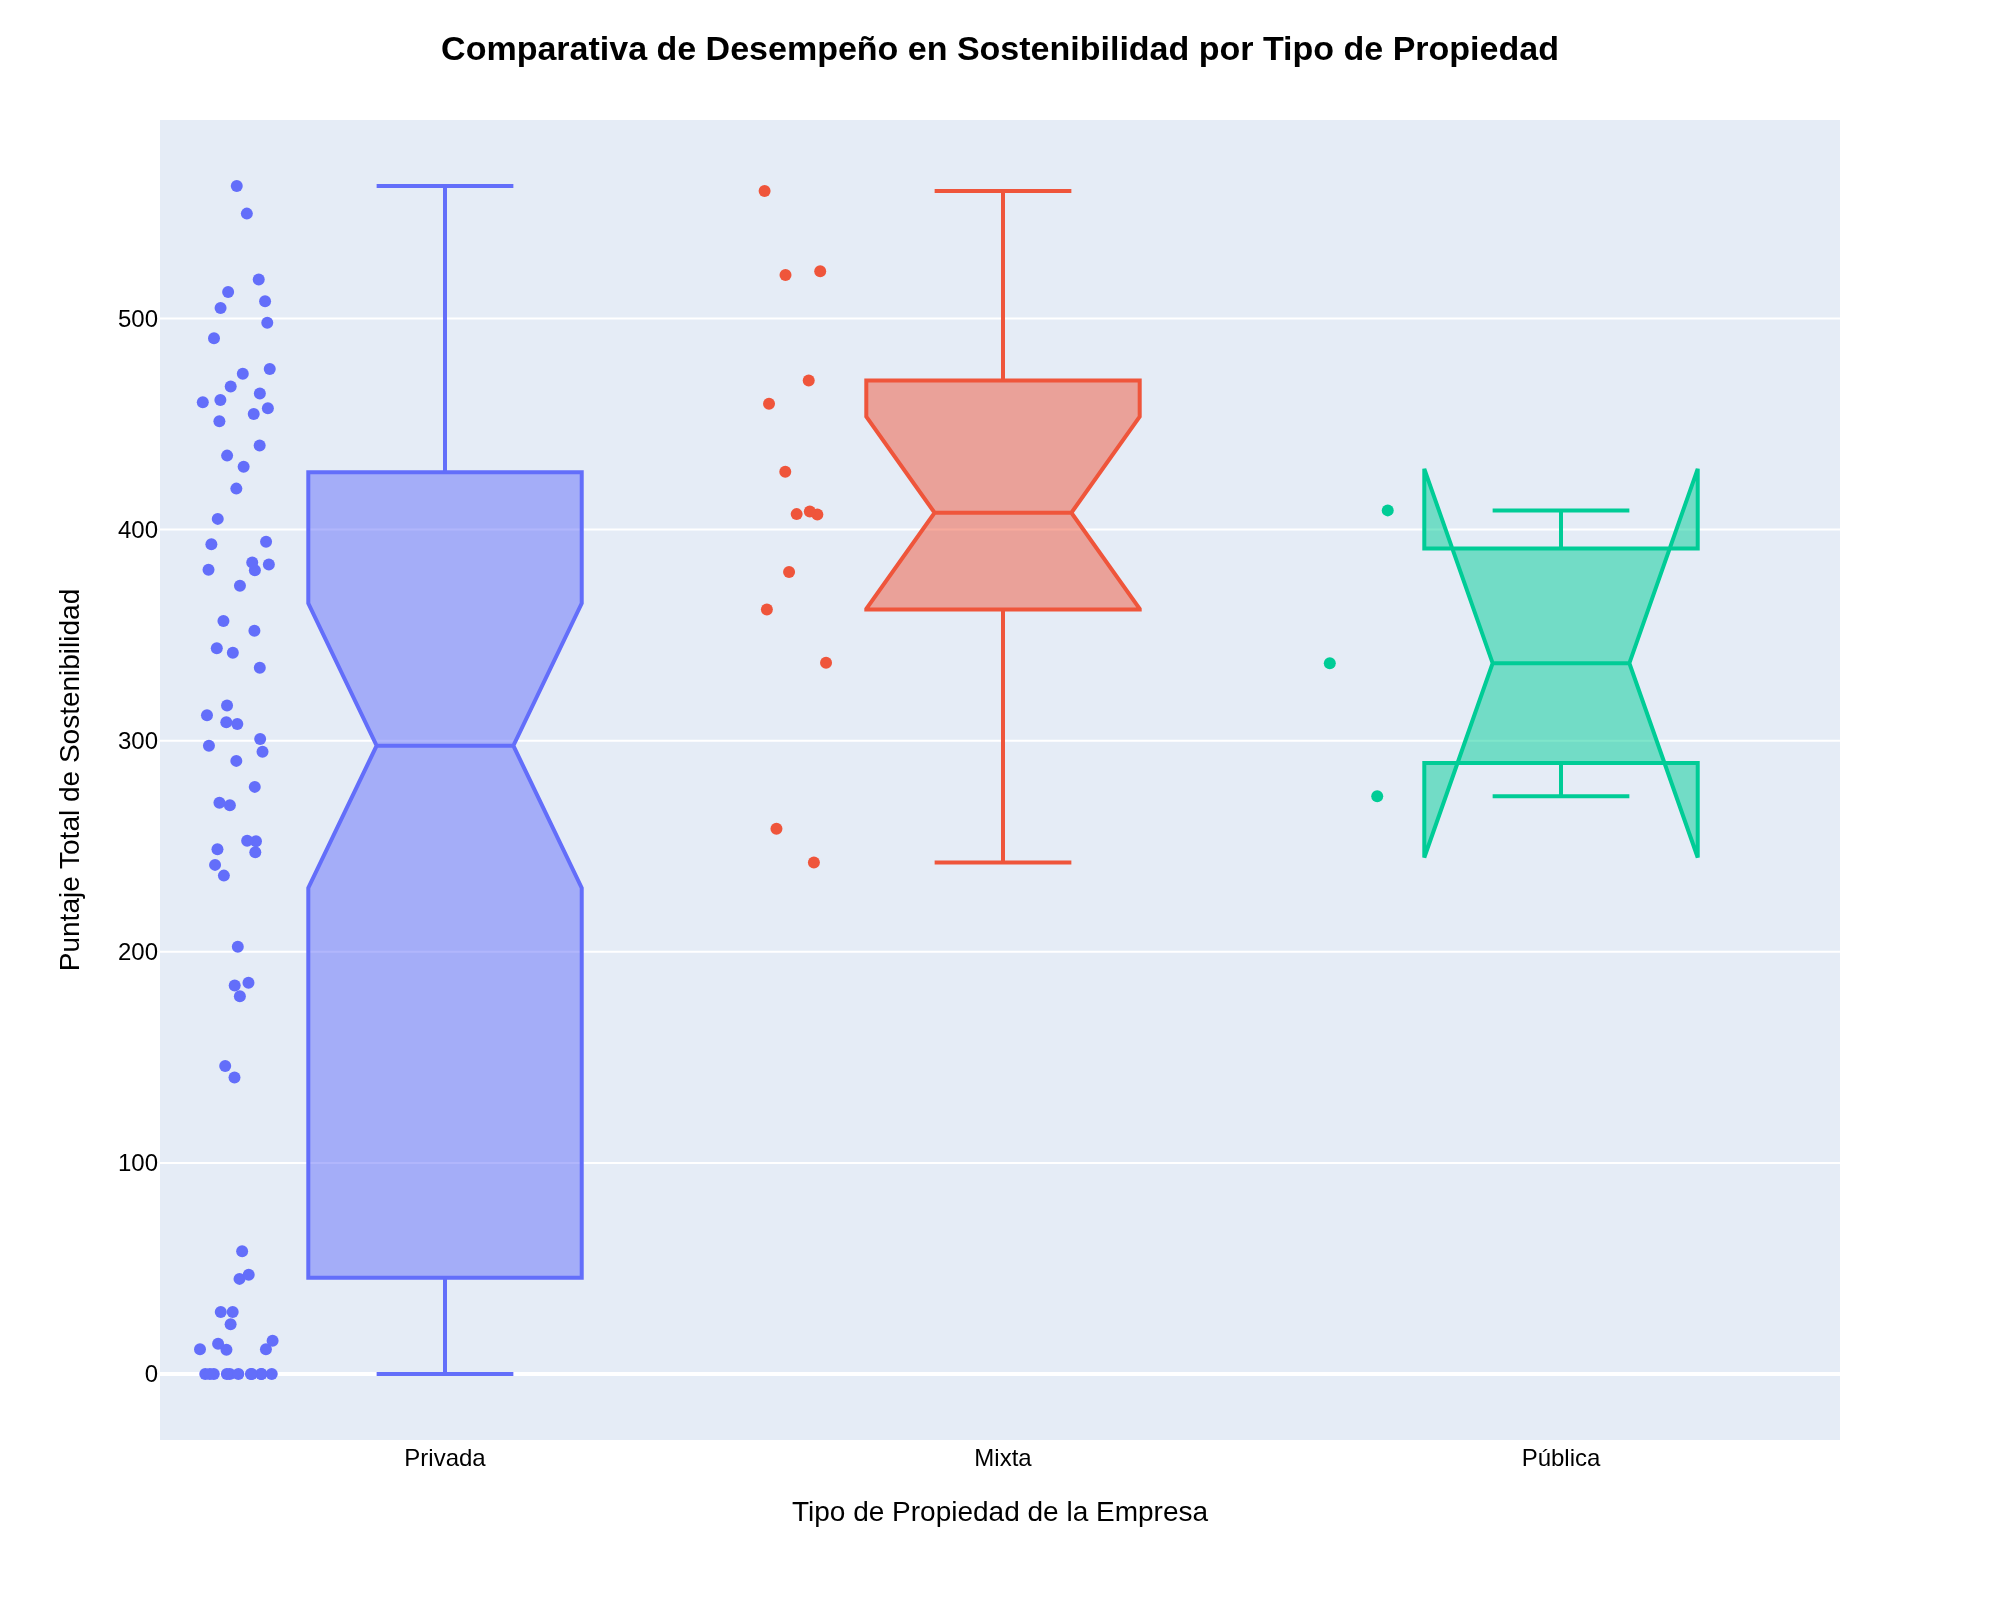 Comparativa de Desempeño en Sostenibilidad por Tipo de Propiedad
Puntaje Total de Sostenibilidad
500
400
300
200
100
0
Privada
Mixta
Pública
Tipo de Propiedad de la Empresa